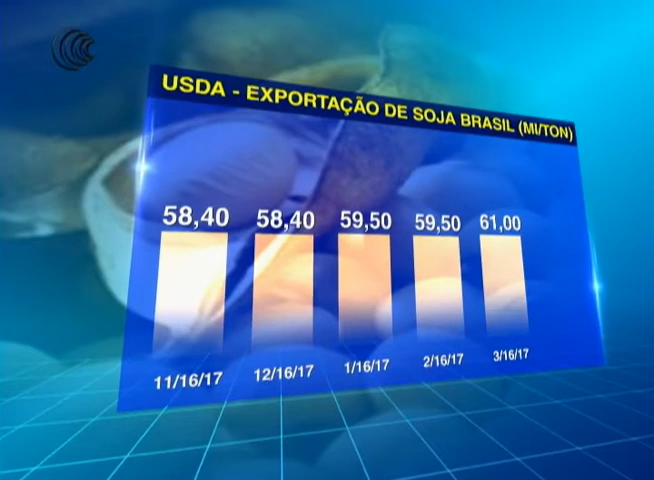 USDA - EXPORTAÇÃO DE SOJA BRASIL (MI/TON)
58,40 58,40 59,50 59,50 61,00
11/16/17 12/16/17 1/16/17 2/16/17 3/16/17